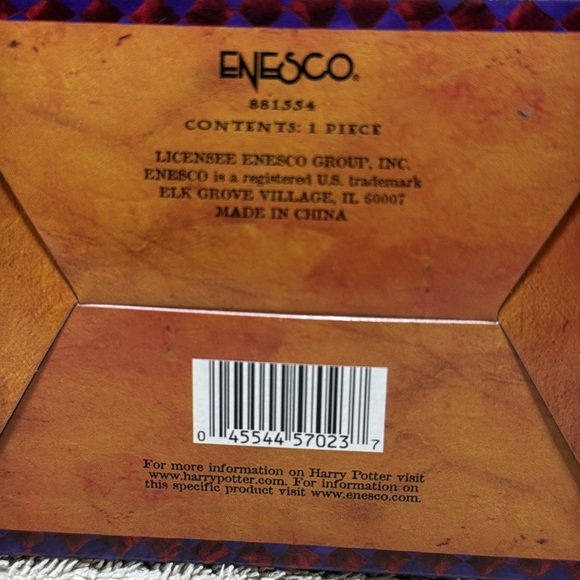 ENESCO®
881554
CONTENTS: 1 PIECE
LICENSEE ENESCO GROUP, INC.
ENESCO is a registered U.S. trademark
ELK GROVE VILLAGE, IL 60007
MADE IN CHINA
0 45544 57023 7
For more information on Harry Potter visit
www.harrypotter.com. For information on
this specific product visit www.enesco.com.